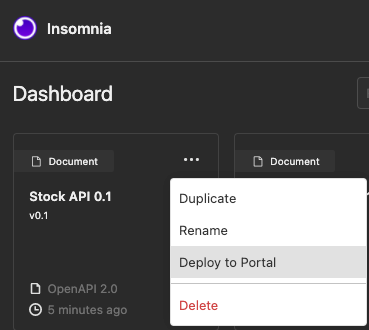 Insomnia
Dashboard
Document
Document
Stock API 0.1
v0.1
Duplicate
Rename
Deploy to Portal
Delete
OpenAPI 2.0
5 minutes ago